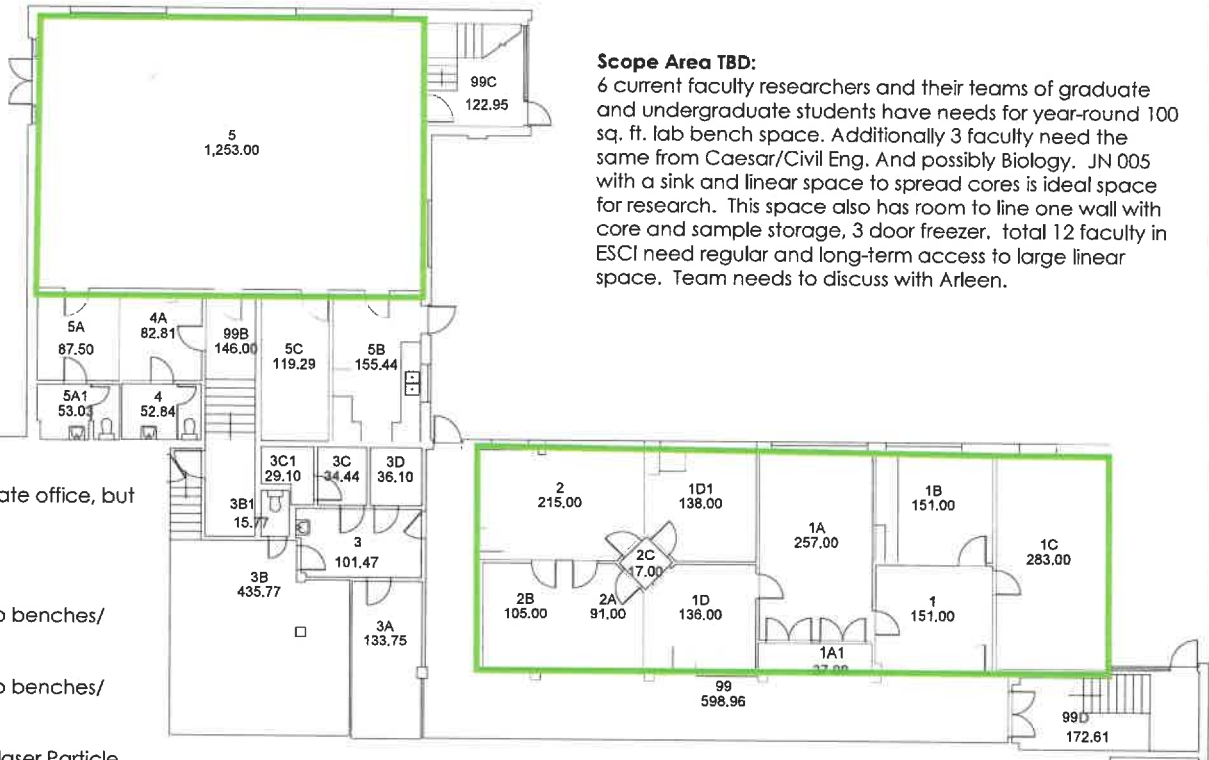 Scope Area TBD:
6 current faculty researchers and their teams of graduate
and undergraduate students have needs for year-round 100
sq. ft. lab bench space. Additionally 3 faculty need the
same from Caesar/Civil Eng. And possibly Biology. JN 005
with a sink and linear space to spread cores is ideal space
for research. This space also has room to line one wall with
core and sample storage, 3 door freezer. total 12 faculty in
ESCI need regular and long-term access to large linear
space. Team needs to discuss with Arleen.
99C
122.95
5
1,253.00
5A
87.50
4A
82.81
99B
146.00
5C
119.29
5B
155.44
5A1
53.03
4
52.84
3C1
29.10
3C
34.44
3D
36.10
3B1
15.77
3
101.47
3B
435.77
3A
133.75
2
215.00
1D1
138.00
1A
257.00
1B
151.00
1C
283.00
2C
17.00
2B
105.00
2A
91.00
1D
136.00
1
151.00
1A1
99
598.96
99D
172.61
ate office, but
benches/
benches/
laser Particle